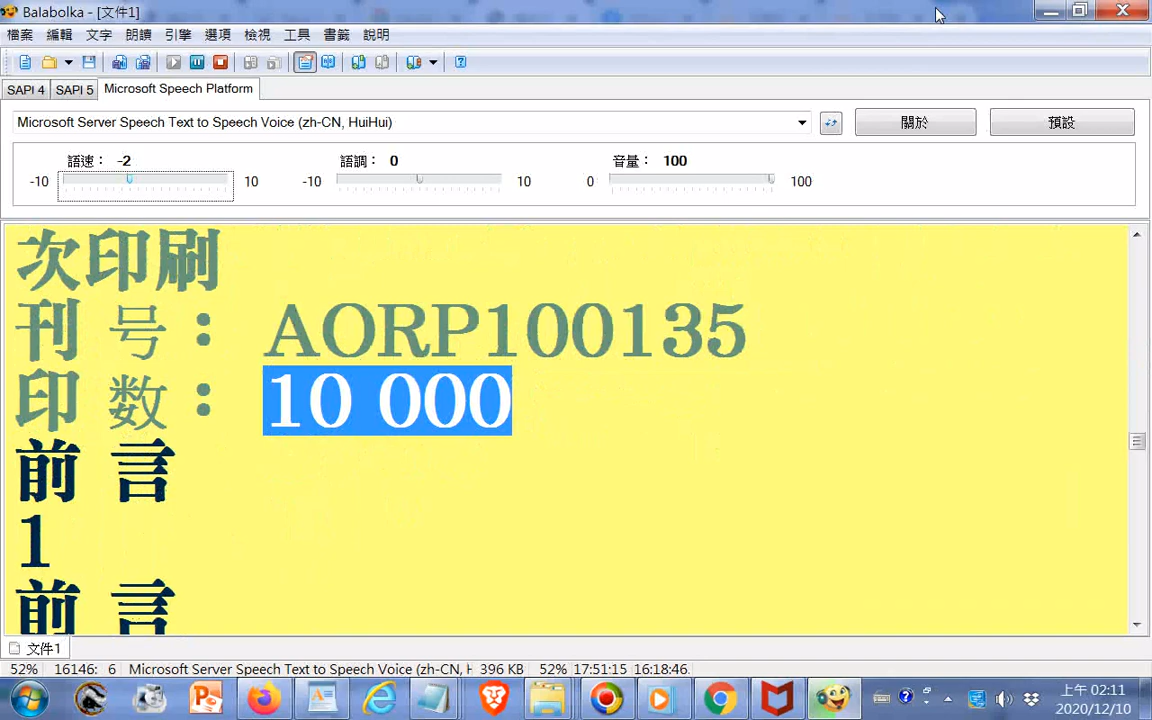 Balabolka - [文件1]
檔案 編輯 文字 朗讀 引擎 選項 檢視 工具 書籤 說明
SAPI 4 SAPI 5 Microsoft Speech Platform
Microsoft Server Speech Text to Speech Voice (zh-CN, HuiHui) 關於 預設
語速： -2 語調： 0 音量： 100
-10 10 -10 10 0 100
次印刷
刊 号： AORP100135
印 数： 10 000
前 言
1
前 言
文件1
52% 16146: 6 Microsoft Server Speech Text to Speech Voice (zh-CN, H 396 KB 52% 17:51:15 16:18:46
上午 02:11
2020/12/10